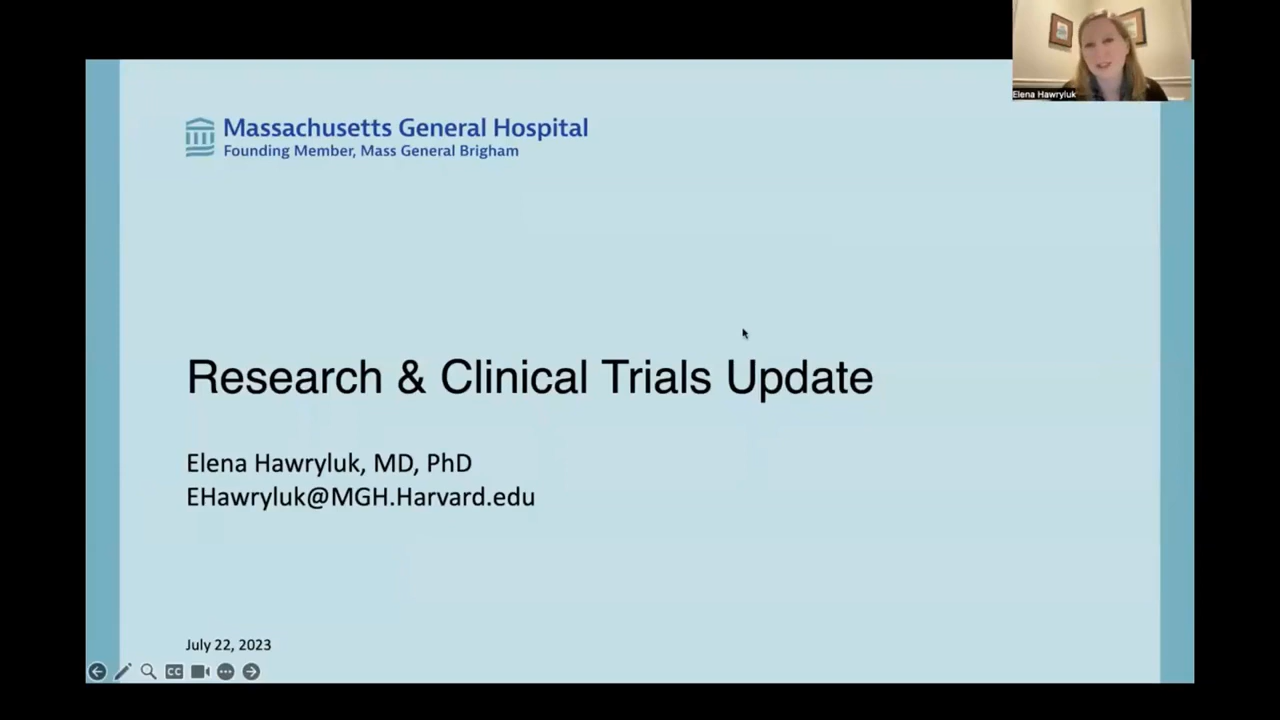 Elena Hawryluk
Massachusetts General Hospital
Founding Member, Mass General Brigham
Research & Clinical Trials Update
Elena Hawryluk, MD, PhD
EHawryluk@MGH.Harvard.edu
July 22, 2023
CC